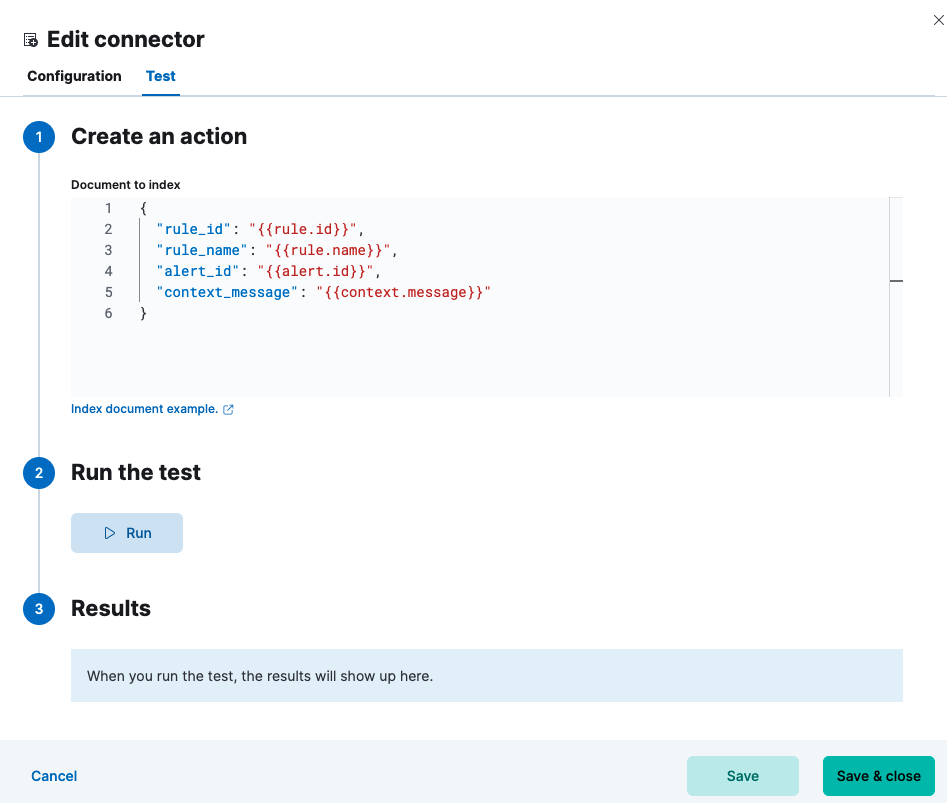 Edit connector
Configuration Test
1 Create an action
Document to index
1 {
2 "rule_id": "{{rule.id}}",
3 "rule_name": "{{rule.name}}",
4 "alert_id": "{{alert.id}}",
5 "context_message": "{{context.message}}"
6 }
Index document example.
2 Run the test
Run
3 Results
When you run the test, the results will show up here.
Cancel Save Save & close